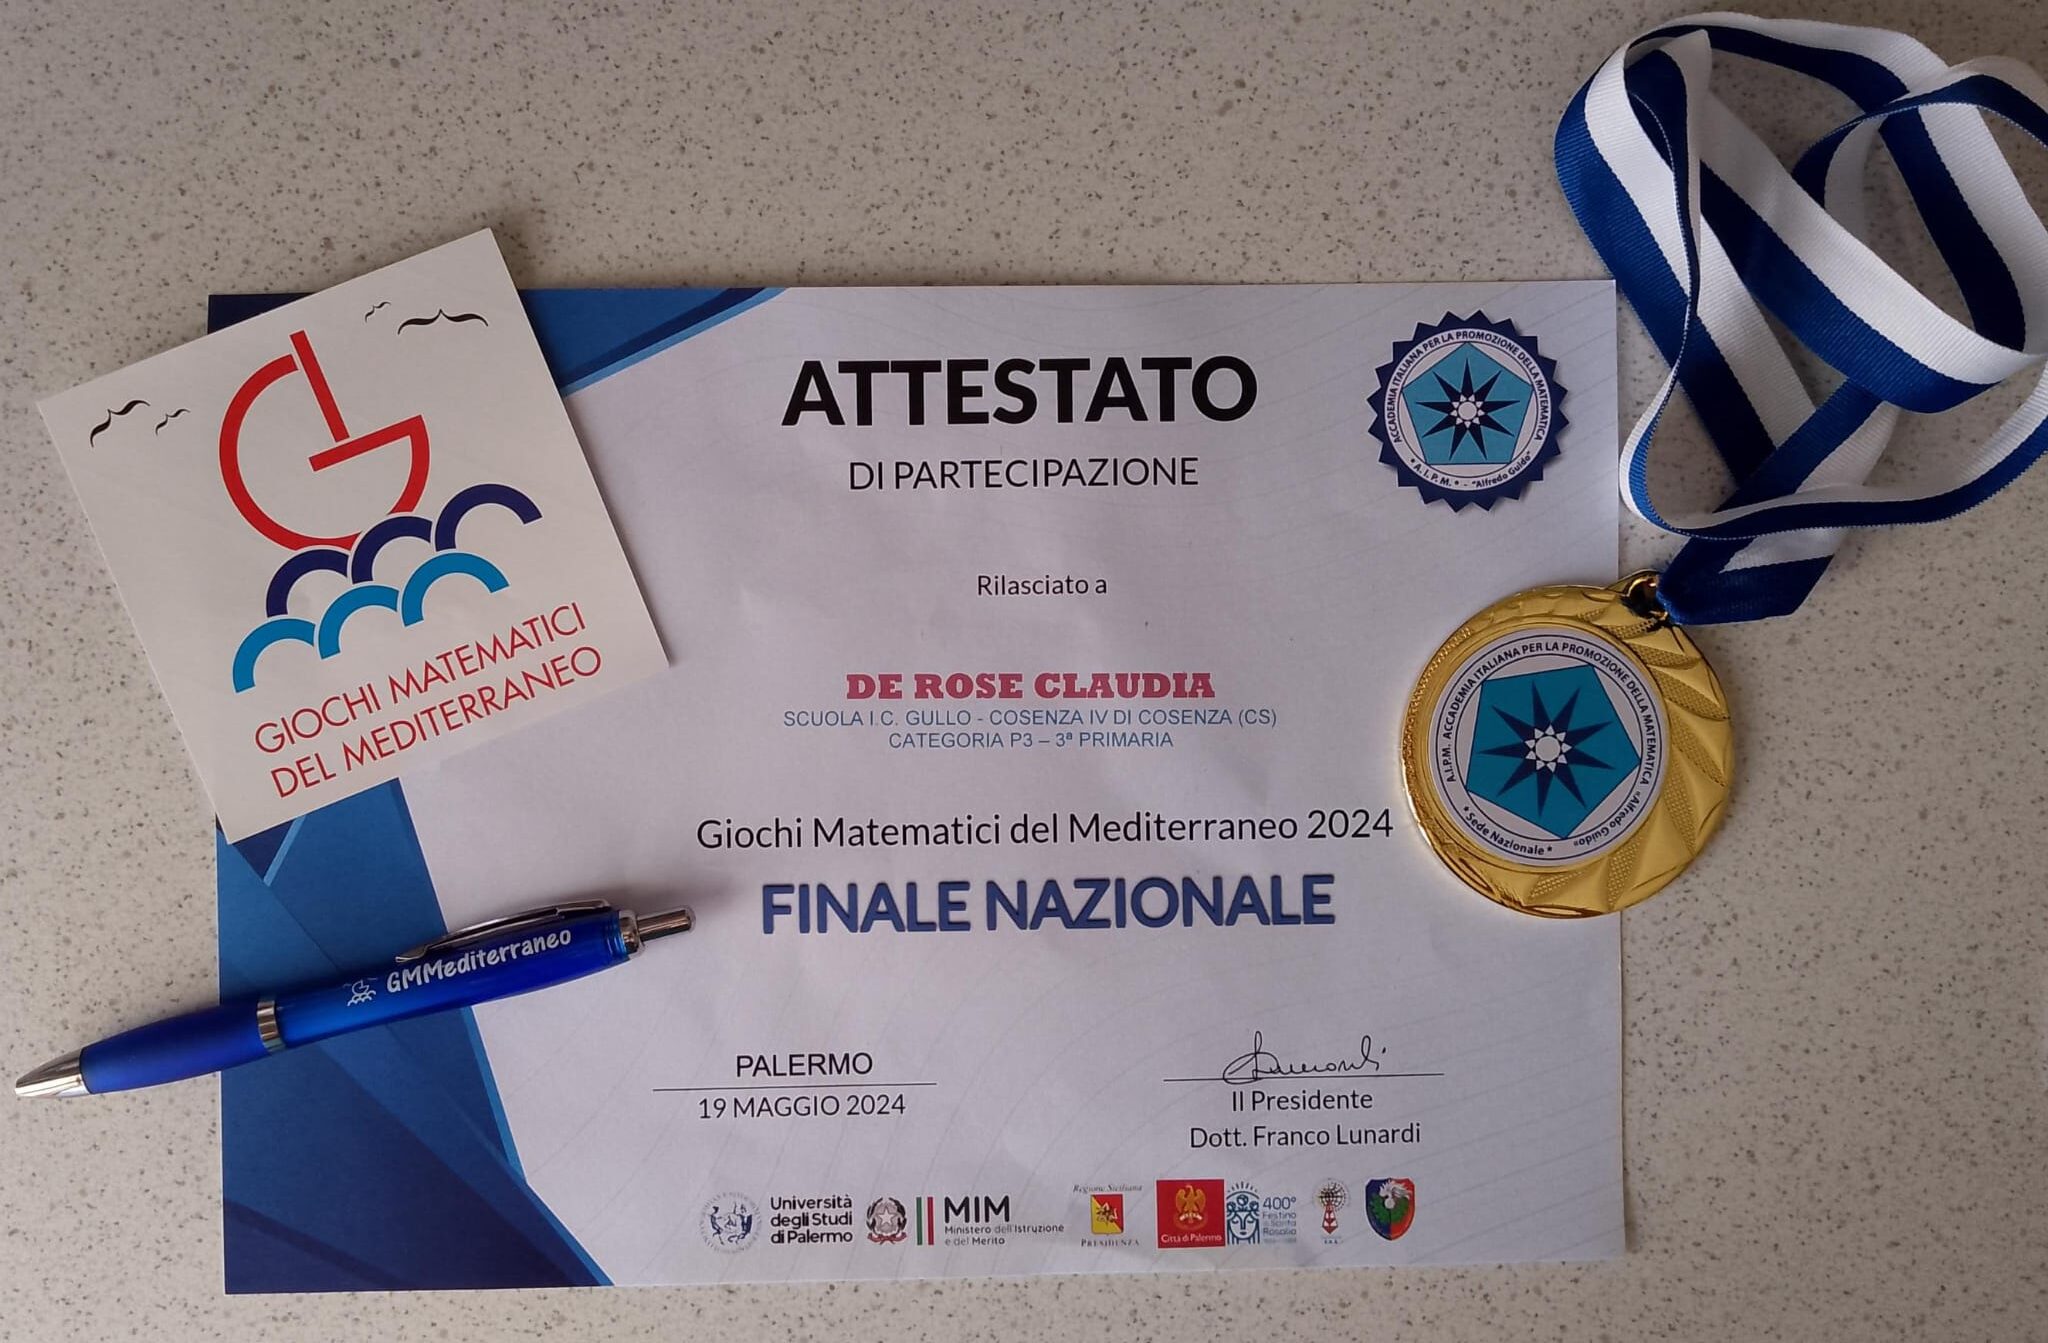 GIOCHI MATEMATICI
DEL MEDITERRANEO
ATTESTATO
DI PARTECIPAZIONE
ACCADEMIA ITALIANA PER LA PROMOZIONE DELLA MATEMATICA
* A. I. P. M. * - "Alfredo Guido"
Rilasciato a
DE ROSE CLAUDIA
SCUOLA I.C. GULLO - COSENZA IV DI COSENZA (CS)
CATEGORIA P3 – 3ª PRIMARIA
A.I.P.M. ACCADEMIA ITALIANA PER LA PROMOZIONE DELLA MATEMATICA «Alfredo Guido»
* Sede Nazionale *
Giochi Matematici del Mediterraneo 2024
FINALE NAZIONALE
GMMediterraneo
PALERMO
19 MAGGIO 2024
Il Presidente
Dott. Franco Lunardi
Università
degli Studi
di Palermo
MIM
Ministero dell'Istruzione
e del Merito
Regione Siciliana
PRESIDENZA
Città di Palermo
400°
Festino
di Santa
Rosalia